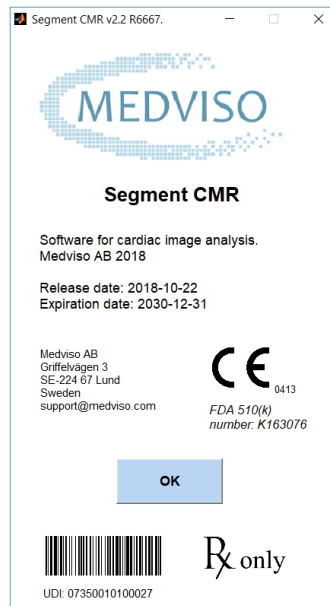 Segment CMR v2.2 R6667.
MEDVISO
Segment CMR
Software for cardiac image analysis.
Medviso AB 2018
Release date: 2018-10-22
Expiration date: 2030-12-31
Medviso AB
Griffelvägen 3
SE-224 67 Lund
Sweden
support@medviso.com
CE 0413
FDA 510(k)
number: K163076
OK
Rx only
UDI: 07350010100027